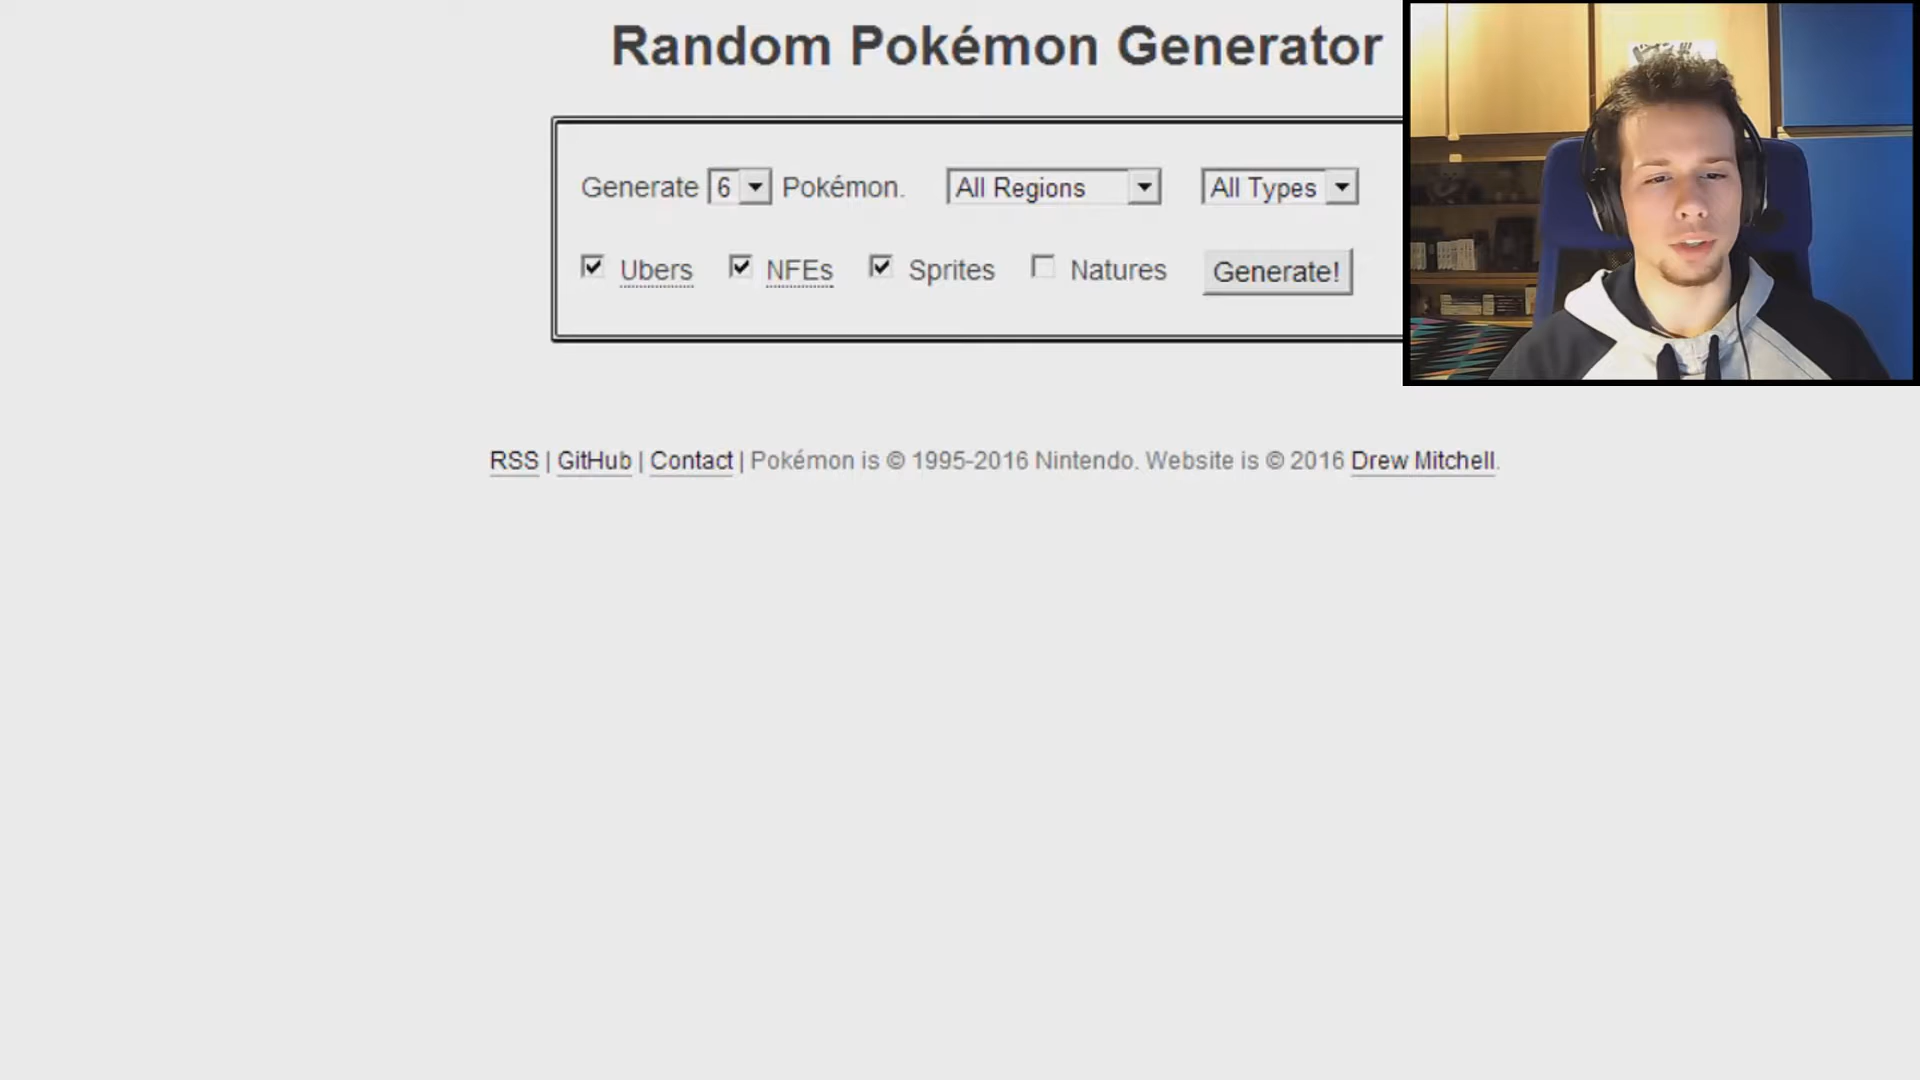 Random Pokémon Generator
Generate 6 Pokémon. All Regions All Types
Ubers NFEs Sprites Natures Generate!
RSS | GitHub | Contact | Pokémon is © 1995-2016 Nintendo. Website is © 2016 Drew Mitchell.